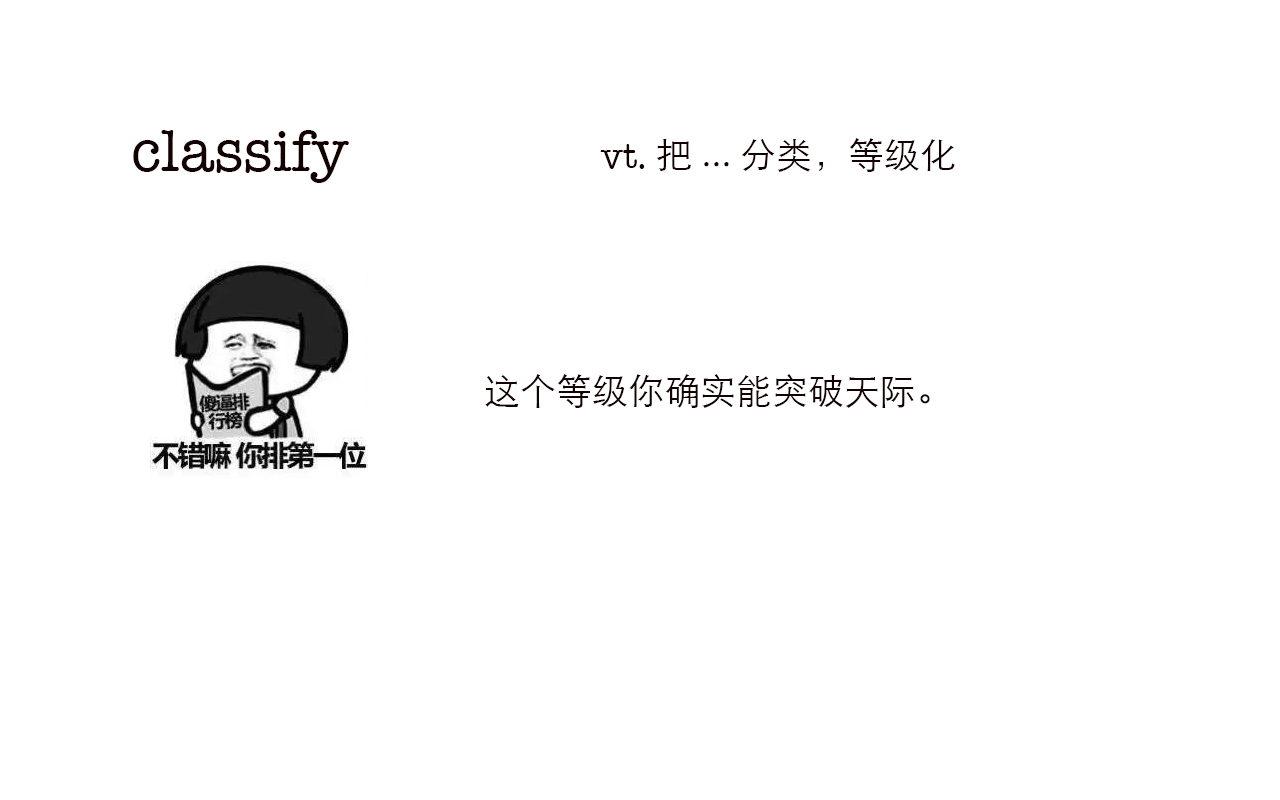 classify
vt. 把 ... 分类，等级化
傻逼排
行榜
不错嘛 你排第一位
这个等级你确实能突破天际。